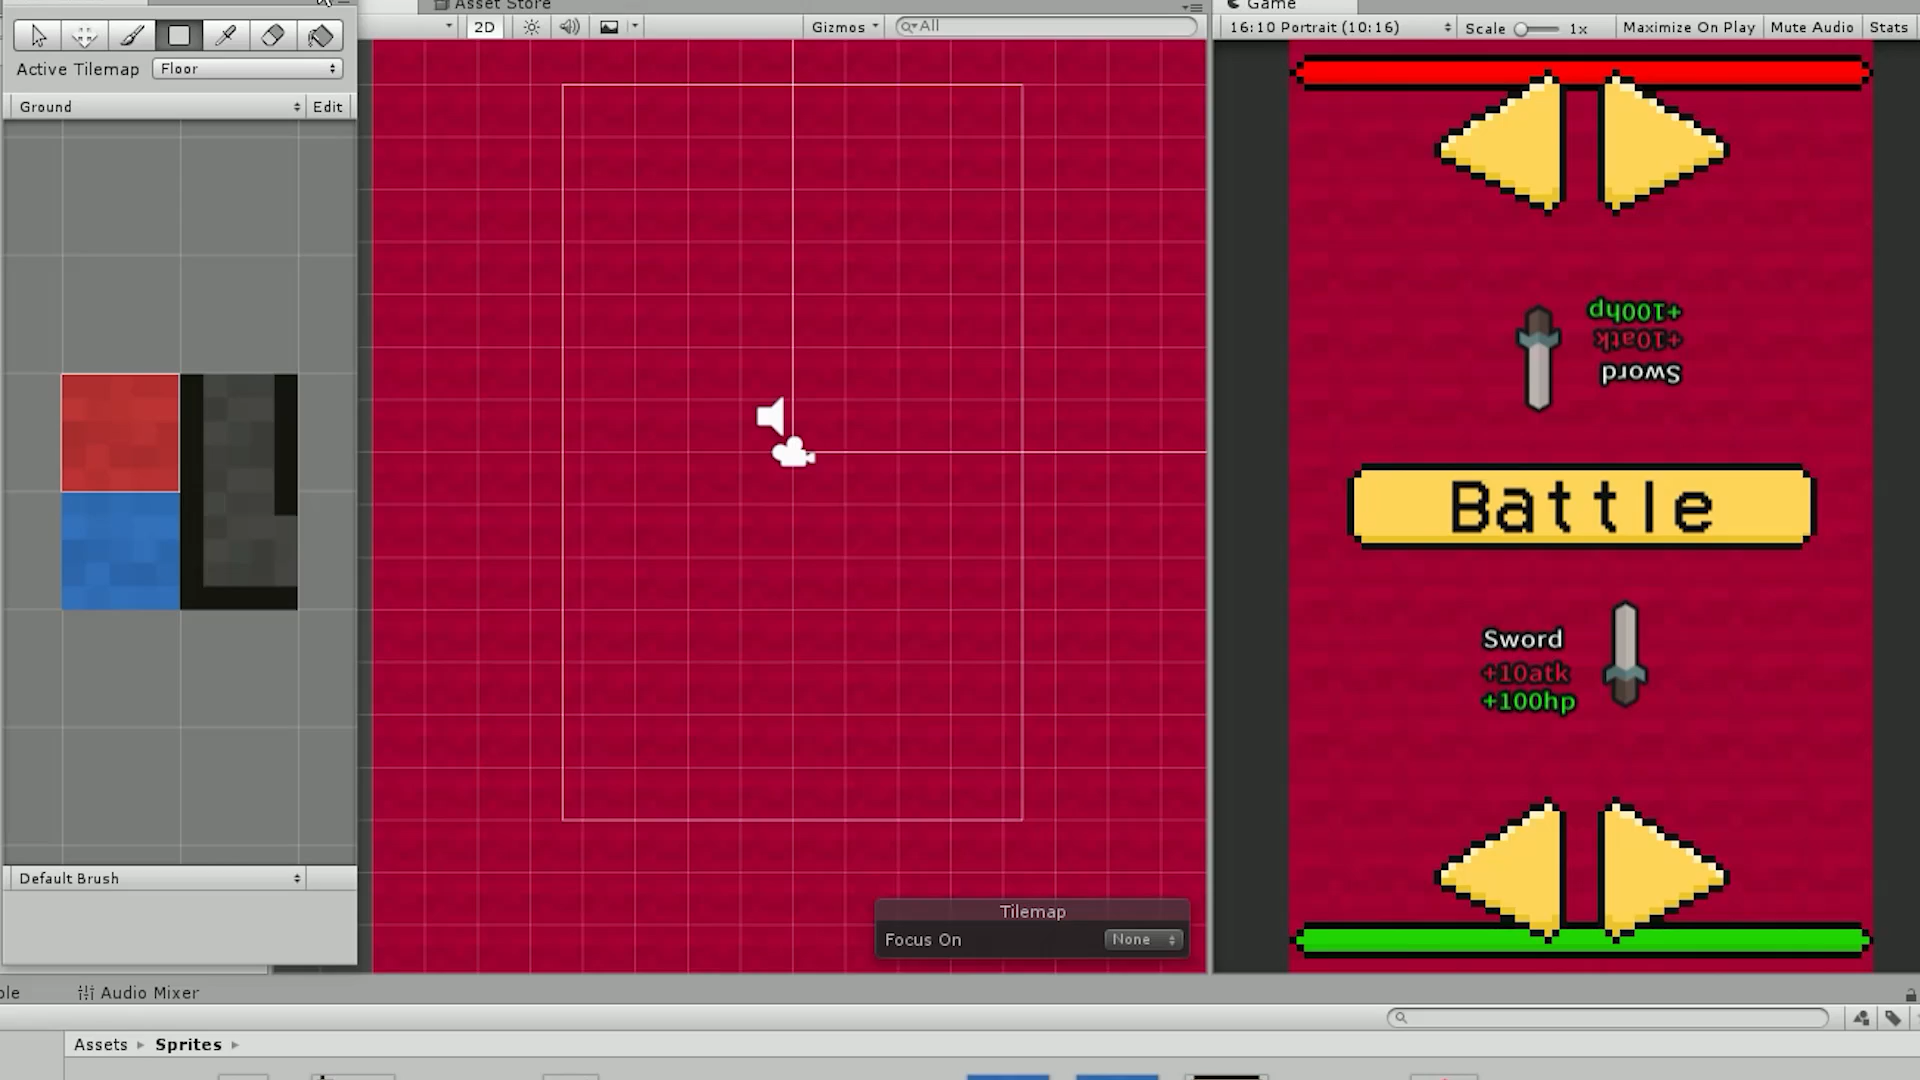 Asset Store
Game
2D
Gizmos
All
16:10 Portrait (10:16)
Scale
1x
Maximize On Play
Mute Audio
Stats
Active Tilemap
Floor
Ground
Edit
+100hp
+10atk
Sword
Battle
Sword
+10atk
+100hp
Default Brush
Tilemap
Focus On
None
Audio Mixer
Assets
Sprites